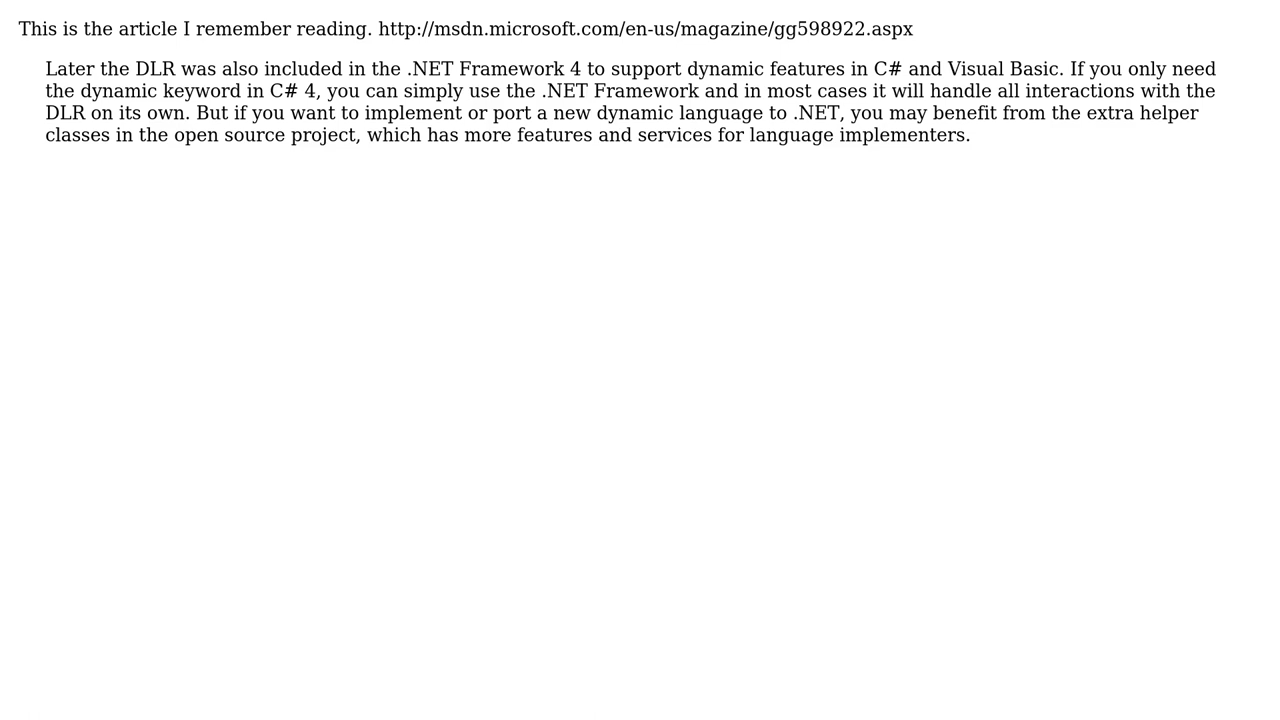 This is the article I remember reading. http://msdn.microsoft.com/en-us/magazine/gg598922.aspx
Later the DLR was also included in the .NET Framework 4 to support dynamic features in C# and Visual Basic. If you only need
the dynamic keyword in C# 4, you can simply use the .NET Framework and in most cases it will handle all interactions with the
DLR on its own. But if you want to implement or port a new dynamic language to .NET, you may benefit from the extra helper
classes in the open source project, which has more features and services for language implementers.